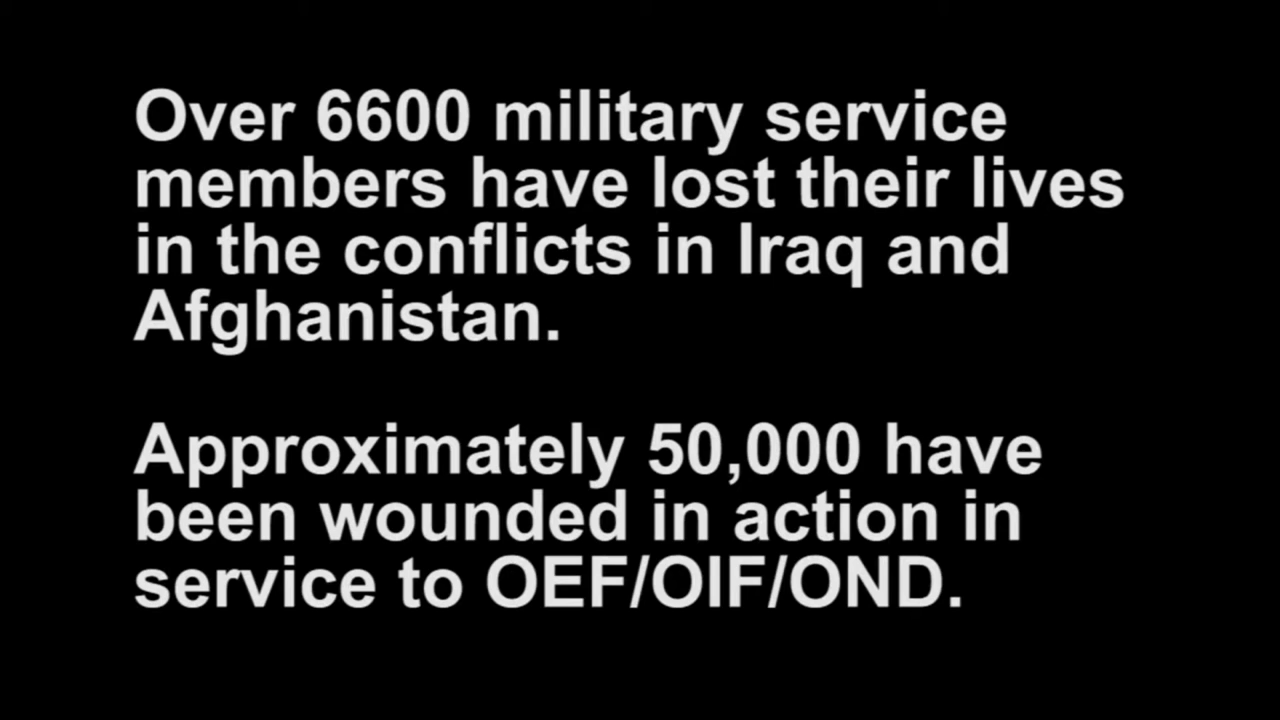 Over 6600 military service
members have lost their lives
in the conflicts in Iraq and
Afghanistan.
Approximately 50,000 have
been wounded in action in
service to OEF/OIF/OND.